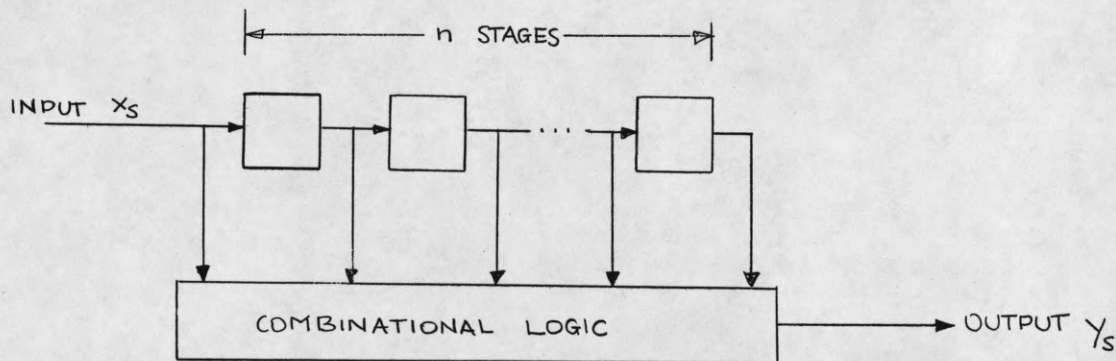 n STAGES
INPUT XS
...
COMBINATIONAL LOGIC
OUTPUT YS